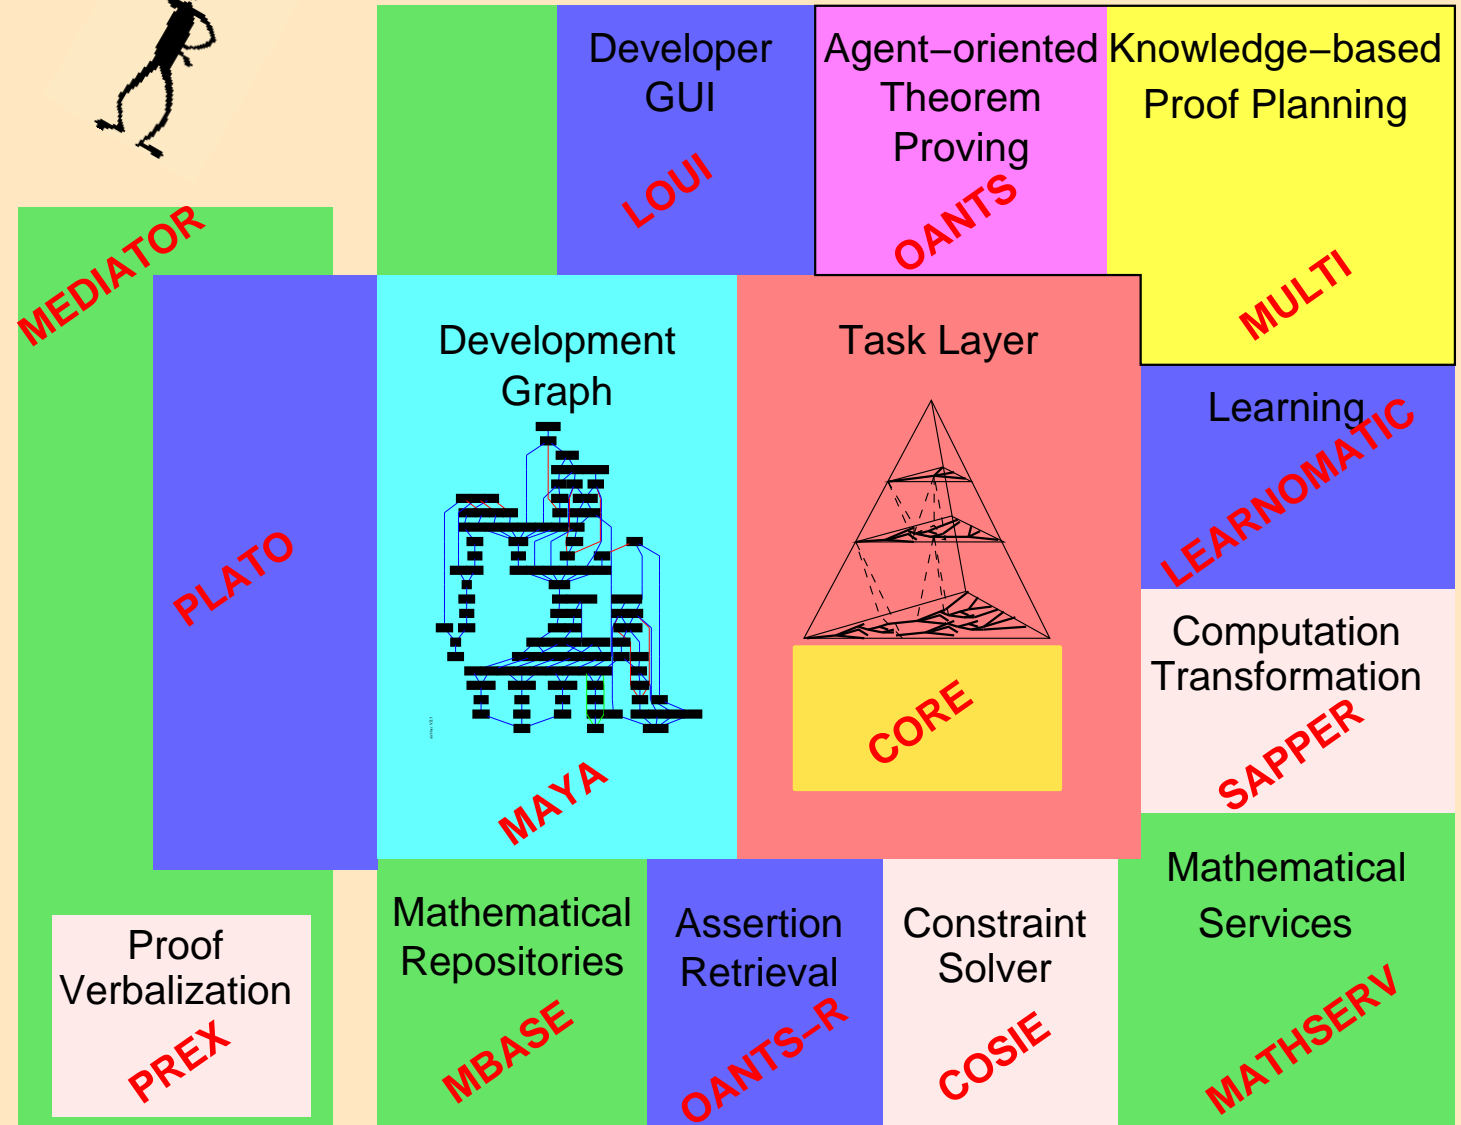 Developer
GUI
LOUI
Agent–oriented
Theorem
Proving
OANTS
Knowledge–based
Proof Planning
MULTI
MEDIATOR
PLATO
Development
Graph
MAYA
Task Layer
CORE
Learning
LEARNOMATIC
Computation
Transformation
SAPPER
Proof
Verbalization
PREX
Mathematical
Repositories
MBASE
Assertion
Retrieval
OANTS–R
Constraint
Solver
COSIE
Mathematical
Services
MATHSERV